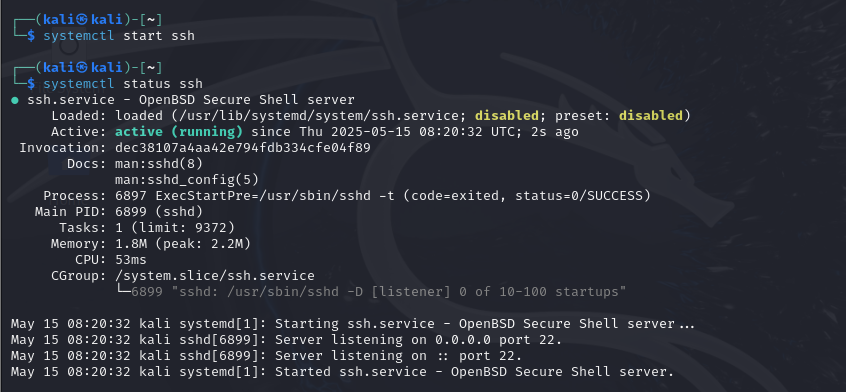 ┌──(kali㉿kali)-[~]
└─$ systemctl start ssh
┌──(kali㉿kali)-[~]
└─$ systemctl status ssh
● ssh.service - OpenBSD Secure Shell server
Loaded: loaded (/usr/lib/systemd/system/ssh.service; disabled; preset: disabled)
Active: active (running) since Thu 2025-05-15 08:20:32 UTC; 2s ago
Invocation: dec38107a4aa42e794fdb334cfe04f89
Docs: man:sshd(8)
man:sshd_config(5)
Process: 6897 ExecStartPre=/usr/sbin/sshd -t (code=exited, status=0/SUCCESS)
Main PID: 6899 (sshd)
Tasks: 1 (limit: 9372)
Memory: 1.8M (peak: 2.2M)
CPU: 53ms
CGroup: /system.slice/ssh.service
└─6899 "sshd: /usr/sbin/sshd -D [listener] 0 of 10-100 startups"
May 15 08:20:32 kali systemd[1]: Starting ssh.service - OpenBSD Secure Shell server...
May 15 08:20:32 kali sshd[6899]: Server listening on 0.0.0.0 port 22.
May 15 08:20:32 kali sshd[6899]: Server listening on :: port 22.
May 15 08:20:32 kali systemd[1]: Started ssh.service - OpenBSD Secure Shell server.